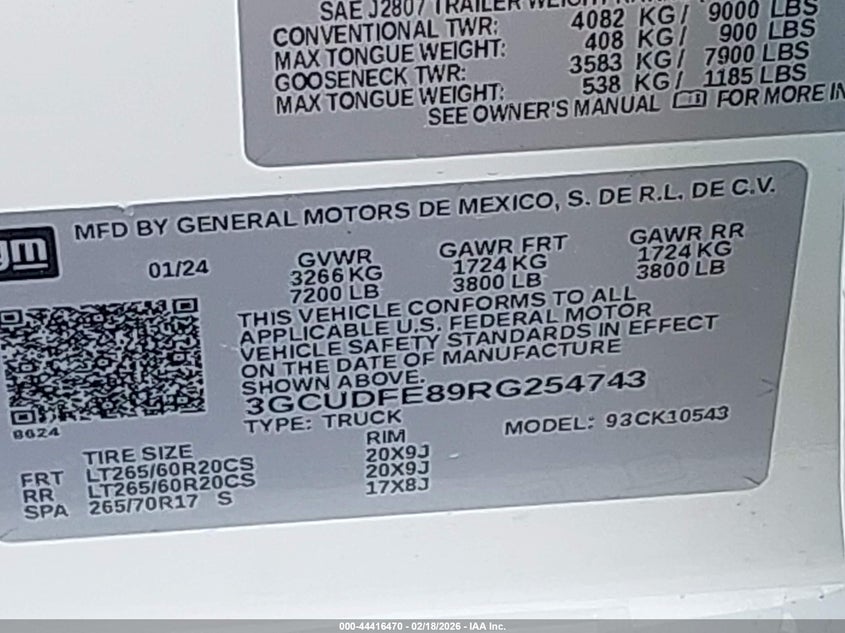 SAE J2807 TRAILER WEIGHT
CONVENTIONAL TWR: 4082 KG/ 9000 LBS
MAX TONGUE WEIGHT: 408 KG/ 900 LBS
GOOSENECK TWR: 3583 KG/ 7900 LBS
MAX TONGUE WEIGHT: 538 KG/ 1185 LBS
SEE OWNER'S MANUAL FOR MORE IN
gm
MFD BY GENERAL MOTORS DE MEXICO, S. DE R.L. DE C.V.
01/24 GVWR GAWR FRT GAWR RR
3266 KG 1724 KG 1724 KG
7200 LB 3800 LB 3800 LB
THIS VEHICLE CONFORMS TO ALL
APPLICABLE U.S. FEDERAL MOTOR
VEHICLE SAFETY STANDARDS IN EFFECT
ON THE DATE OF MANUFACTURE
SHOWN ABOVE.
3GCUDFE89RG254743
8624
TYPE: TRUCK MODEL: 93CK10543
TIRE SIZE RIM
FRT LT265/60R20CS 20X9J
RR LT265/60R20CS 20X9J
SPA 265/70R17 S 17X8J
000-44416470 - 02/18/2026 - IAA Inc.